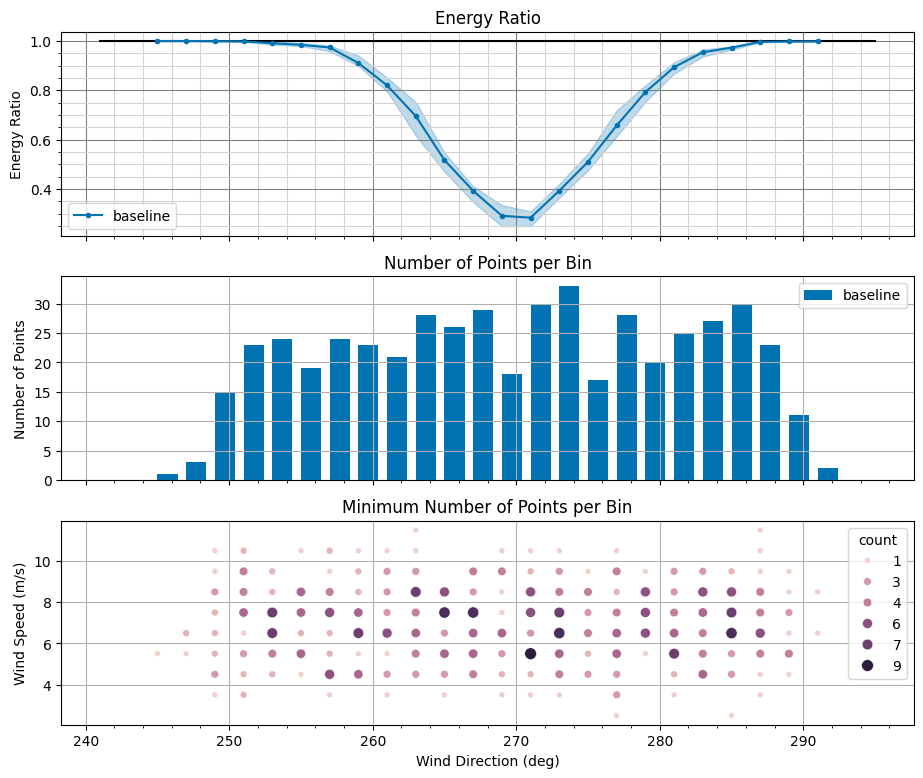 Energy Ratio
1.0
0.8
0.6
0.4
Energy Ratio
baseline
Number of Points per Bin
30
25
20
15
10
5
0
Number of Points
baseline
Minimum Number of Points per Bin
10
8
6
4
Wind Speed (m/s)
count
1
3
4
6
7
9
240
250
260
270
280
290
Wind Direction (deg)